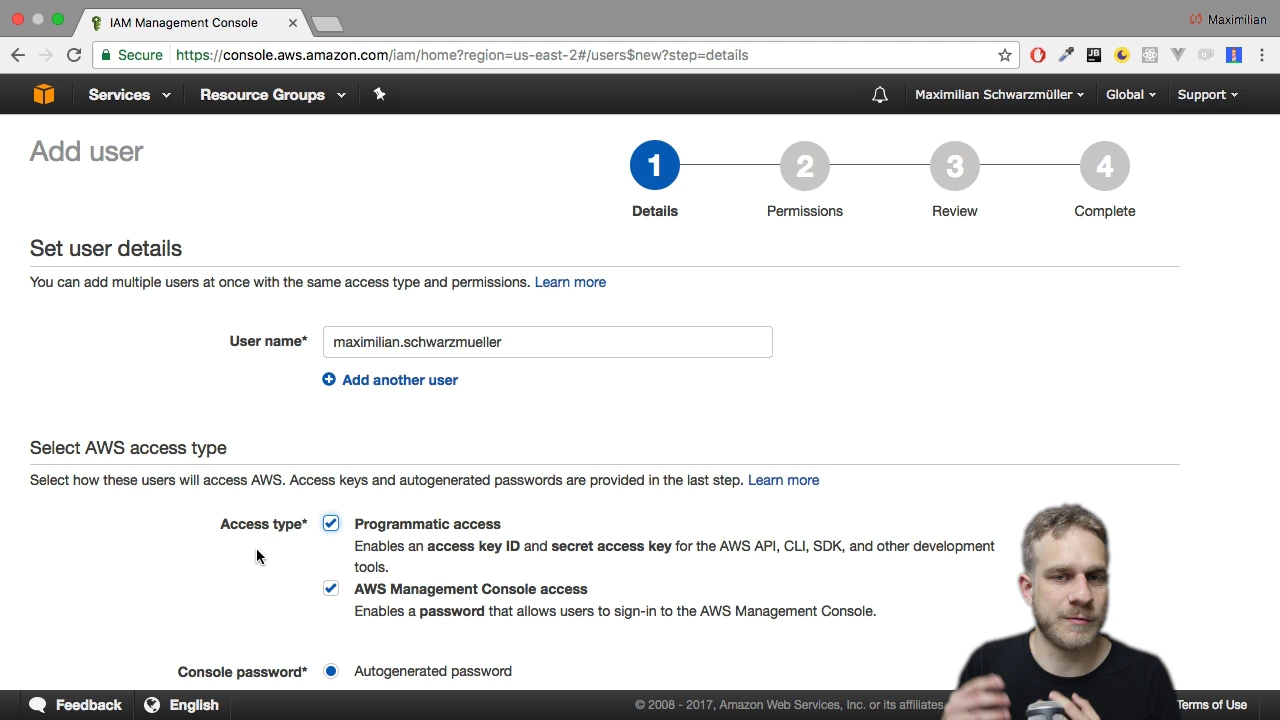 IAM Management Console
Maximilian
Secure
https://console.aws.amazon.com/iam/home?region=us-east-2#/users$new?step=details
JB
Services
Resource Groups
Maximilian Schwarzmüller
Global
Support
Add user
1
2
3
4
Details
Permissions
Review
Complete
Set user details
You can add multiple users at once with the same access type and permissions. Learn more
User name*
maximilian.schwarzmueller
Add another user
Select AWS access type
Select how these users will access AWS. Access keys and autogenerated passwords are provided in the last step. Learn more
Access type*
Programmatic access
Enables an access key ID and secret access key for the AWS API, CLI, SDK, and other development
tools.
AWS Management Console access
Enables a password that allows users to sign-in to the AWS Management Console.
Console password*
Autogenerated password
Feedback
English
© 2008 - 2017, Amazon Web Services, Inc. or its affiliates
Terms of Use